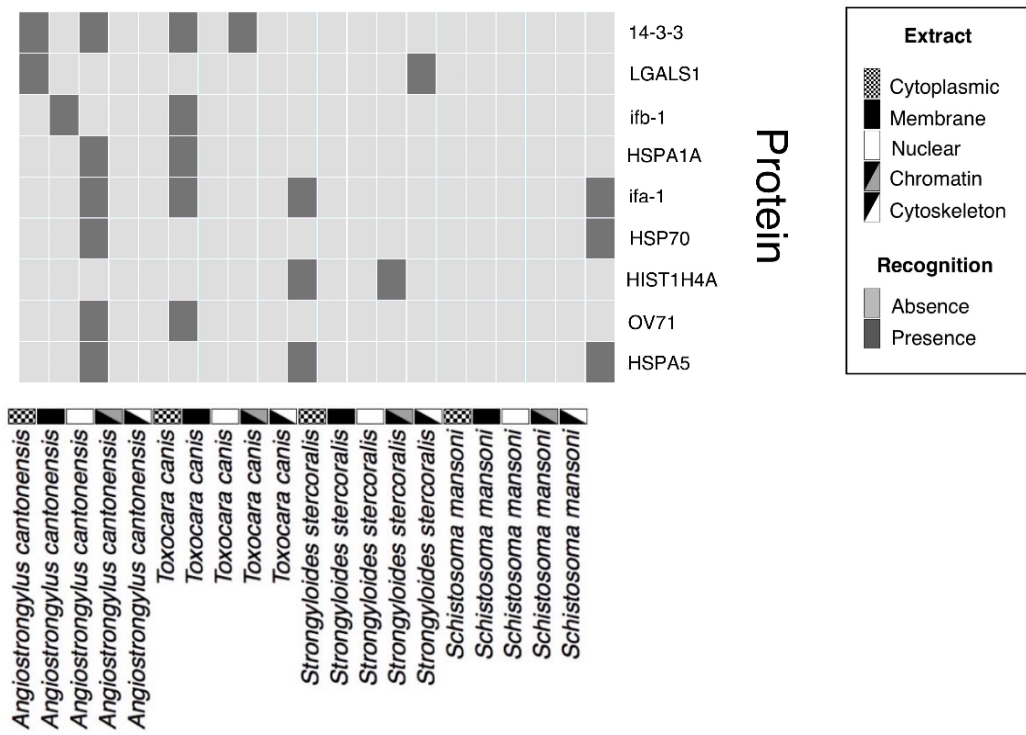 14-3-3
LGALS1
ifb-1
HSPA1A
ifa-1
HSP70
HIST1H4A
OV71
HSPA5
Protein
Extract
Cytoplasmic
Membrane
Nuclear
Chromatin
Cytoskeleton
Recognition
Absence
Presence
Angiostrongylus cantonensis
Angiostrongylus cantonensis
Angiostrongylus cantonensis
Angiostrongylus cantonensis
Angiostrongylus cantonensis
Toxocara canis
Toxocara canis
Toxocara canis
Toxocara canis
Toxocara canis
Strongyloides stercoralis
Strongyloides stercoralis
Strongyloides stercoralis
Strongyloides stercoralis
Strongyloides stercoralis
Schistosoma mansoni
Schistosoma mansoni
Schistosoma mansoni
Schistosoma mansoni
Schistosoma mansoni